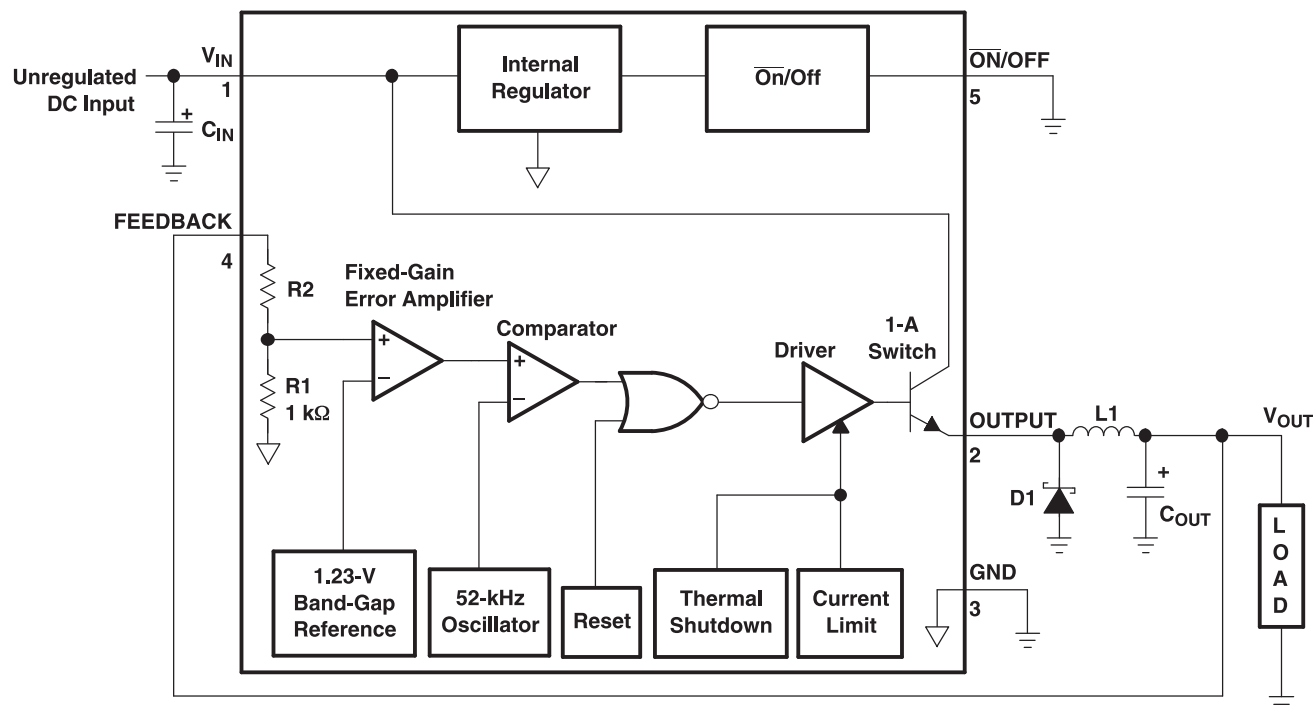 Unregulated
DC Input
V_IN
1
C_IN
+
Internal
Regulator
O̅n̅/Off
O̅N̅/OFF
5
FEEDBACK
4
R2
R1
1 kΩ
Fixed-Gain
Error Amplifier
+
−
Comparator
+
−
Driver
1-A
Switch
OUTPUT
2
L1
V_OUT
D1
+
C_OUT
LOAD
1.23-V
Band-Gap
Reference
52-kHz
Oscillator
Reset
Thermal
Shutdown
Current
Limit
GND
3